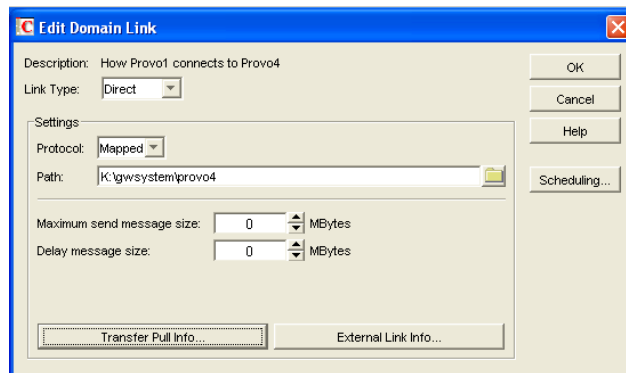 Edit Domain Link
Description: How Provo1 connects to Provo4
Link Type: Direct
OK
Cancel
Help
Scheduling...
Settings
Protocol: Mapped
Path: K:\gwsystem\provo4
Maximum send message size: 0 MBytes
Delay message size: 0 MBytes
Transfer Pull Info... External Link Info...